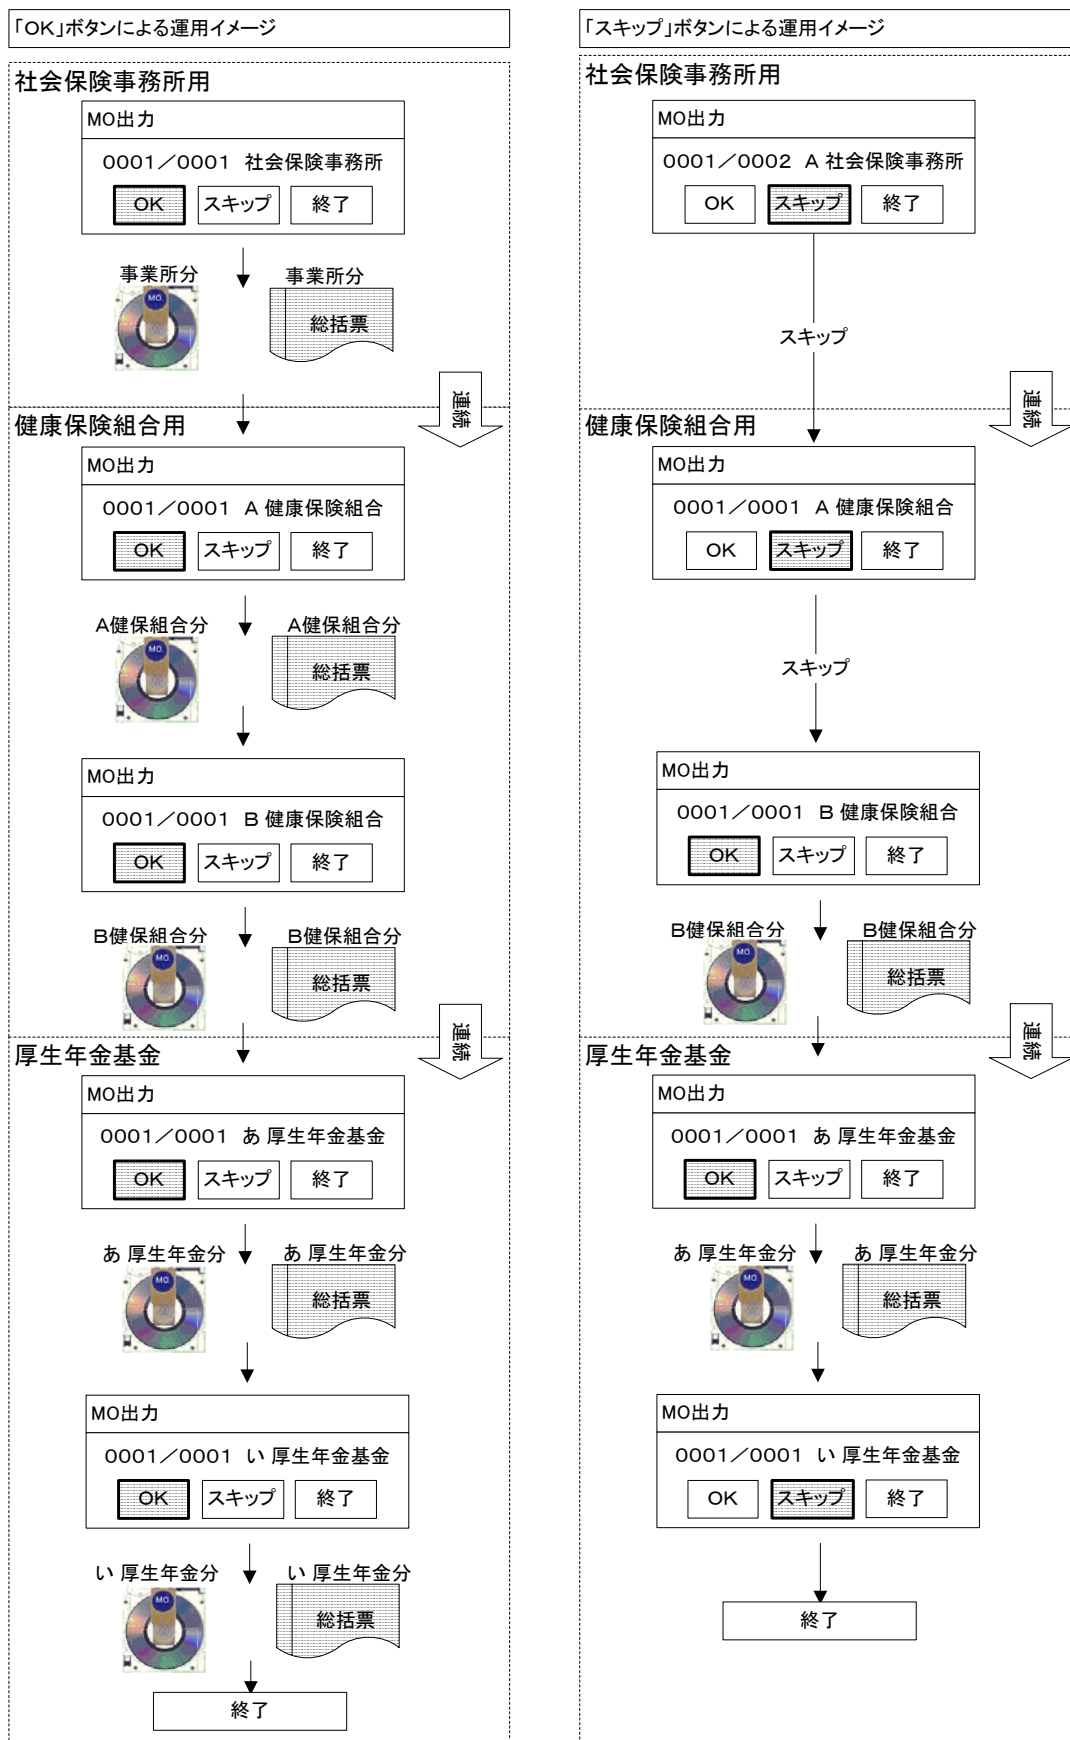 「OK」ボタンによる運用イメージ
社会保険事務所用
MO出力
0001／0001 社会保険事務所
OK スキップ 終了
事業所分 事業所分
MO
総括票
連続
健康保険組合用
MO出力
0001／0001 A 健康保険組合
OK スキップ 終了
A健保組合分 A健保組合分
MO
総括票
MO出力
0001／0001 B 健康保険組合
OK スキップ 終了
B健保組合分 B健保組合分
MO
総括票
連続
厚生年金基金
MO出力
0001／0001 あ 厚生年金基金
OK スキップ 終了
あ 厚生年金分 あ 厚生年金分
MO
総括票
MO出力
0001／0001 い 厚生年金基金
OK スキップ 終了
い 厚生年金分 い 厚生年金分
MO
総括票
終了
「スキップ」ボタンによる運用イメージ
社会保険事務所用
MO出力
0001／0002 A 社会保険事務所
OK スキップ 終了
スキップ
連続
健康保険組合用
MO出力
0001／0001 A 健康保険組合
OK スキップ 終了
スキップ
MO出力
0001／0001 B 健康保険組合
OK スキップ 終了
B健保組合分 B健保組合分
MO
総括票
連続
厚生年金基金
MO出力
0001／0001 あ 厚生年金基金
OK スキップ 終了
あ 厚生年金分 あ 厚生年金分
MO
総括票
MO出力
0001／0001 い 厚生年金基金
OK スキップ 終了
終了